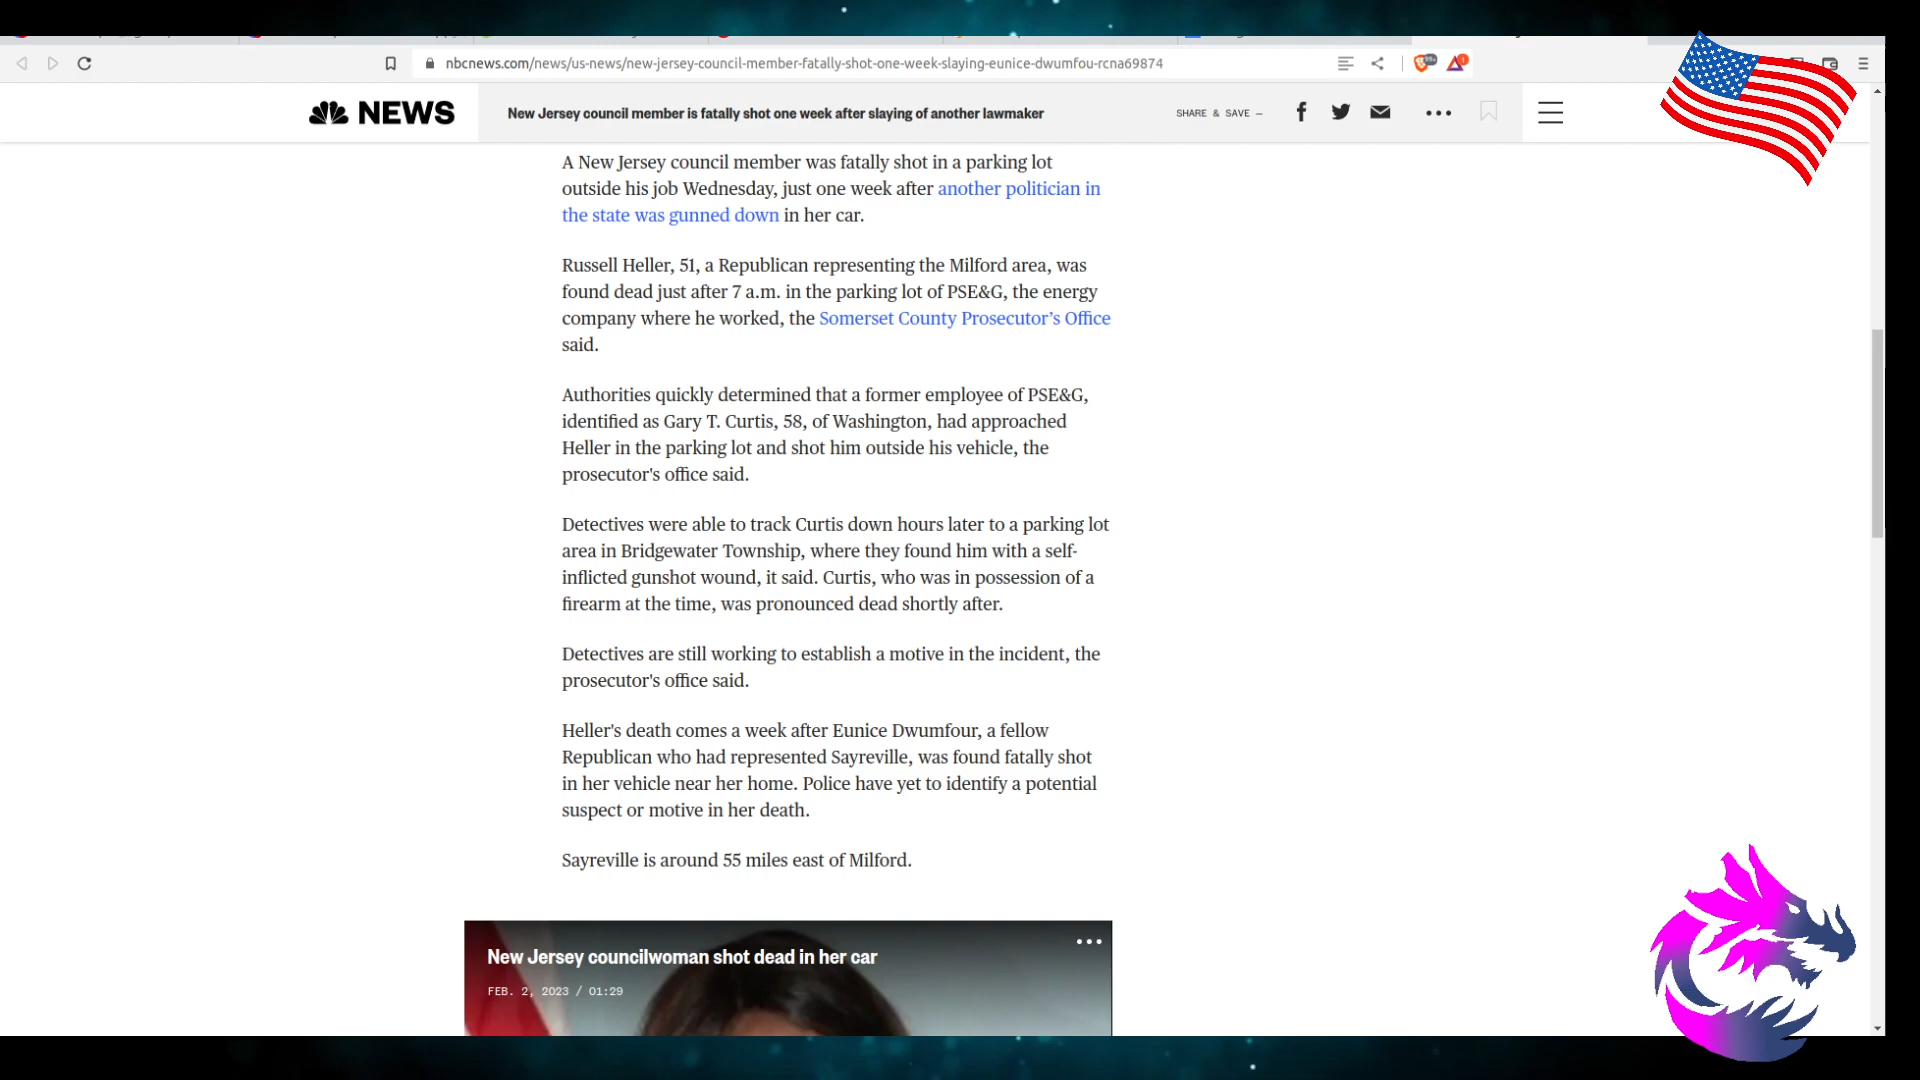 nbcnews.com/news/us-news/new-jersey-council-member-fatally-shot-one-week-slaying-eunice-dwumfou-rcna69874
NEWS
New Jersey council member is fatally shot one week after slaying of another lawmaker
SHARE & SAVE —
A New Jersey council member was fatally shot in a parking lot
outside his job Wednesday, just one week after another politician in
the state was gunned down in her car.
Russell Heller, 51, a Republican representing the Milford area, was
found dead just after 7 a.m. in the parking lot of PSE&G, the energy
company where he worked, the Somerset County Prosecutor’s Office
said.
Authorities quickly determined that a former employee of PSE&G,
identified as Gary T. Curtis, 58, of Washington, had approached
Heller in the parking lot and shot him outside his vehicle, the
prosecutor's office said.
Detectives were able to track Curtis down hours later to a parking lot
area in Bridgewater Township, where they found him with a self-
inflicted gunshot wound, it said. Curtis, who was in possession of a
firearm at the time, was pronounced dead shortly after.
Detectives are still working to establish a motive in the incident, the
prosecutor's office said.
Heller's death comes a week after Eunice Dwumfour, a fellow
Republican who had represented Sayreville, was found fatally shot
in her vehicle near her home. Police have yet to identify a potential
suspect or motive in her death.
Sayreville is around 55 miles east of Milford.
New Jersey councilwoman shot dead in her car
FEB. 2, 2023 / 01:29